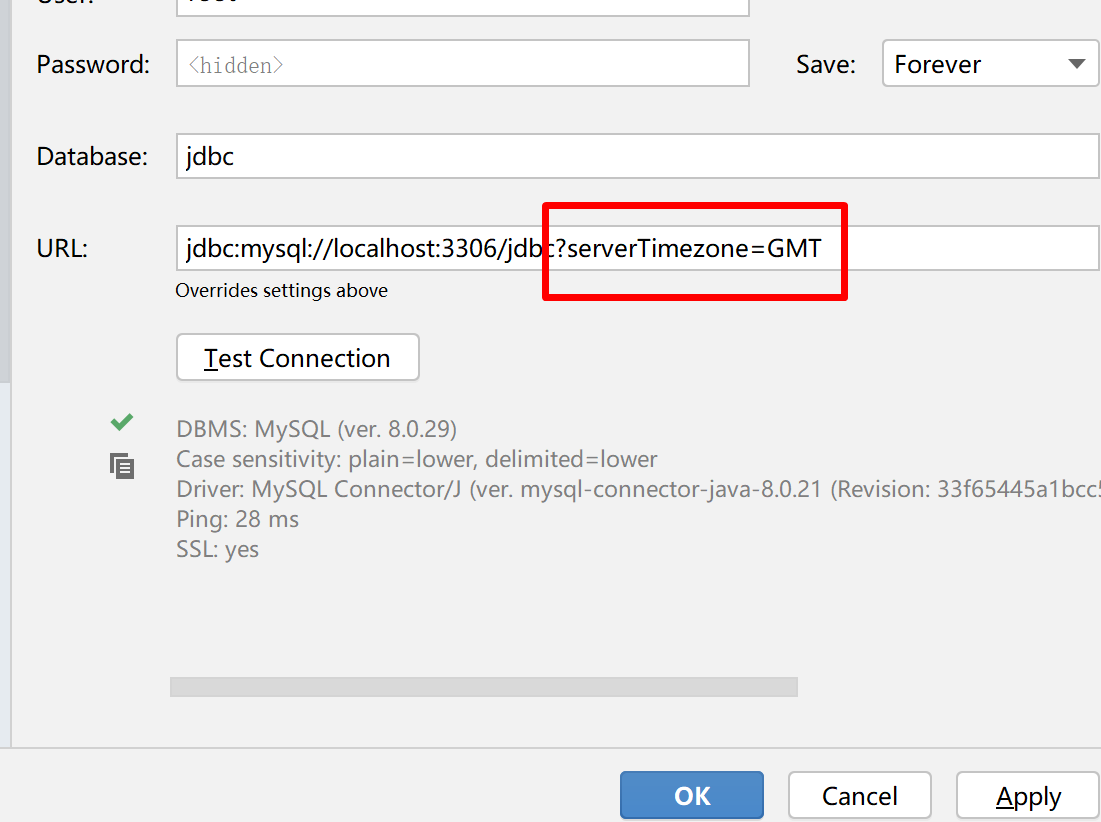 Password: <hidden> Save: Forever
Database: jdbc
URL: jdbc:mysql://localhost:3306/jdbc?serverTimezone=GMT
Overrides settings above
Test Connection
DBMS: MySQL (ver. 8.0.29)
Case sensitivity: plain=lower, delimited=lower
Driver: MySQL Connector/J (ver. mysql-connector-java-8.0.21 (Revision: 33f65445a1bcc5
Ping: 28 ms
SSL: yes
OK Cancel Apply